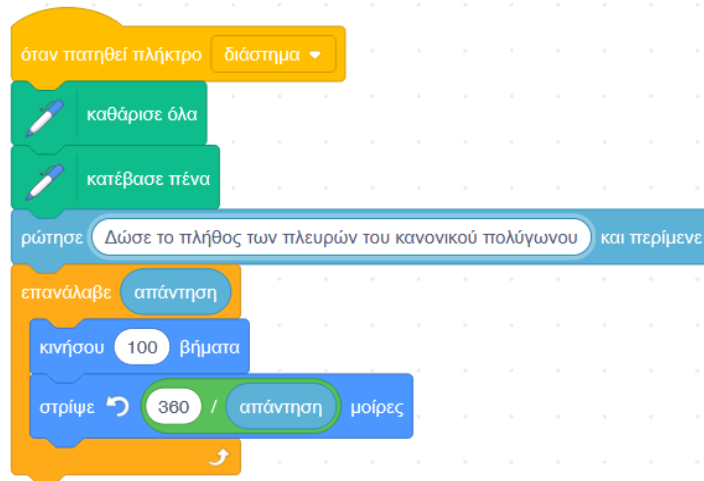 όταν πατηθεί πλήκτρο διάστημα
καθάρισε όλα
κατέβασε πένα
ρώτησε Δώσε το πλήθος των πλευρών του κανονικού πολύγωνου και περίμενε
επανάλαβε απάντηση
κινήσου 100 βήματα
στρίψε 360 / απάντηση μοίρες